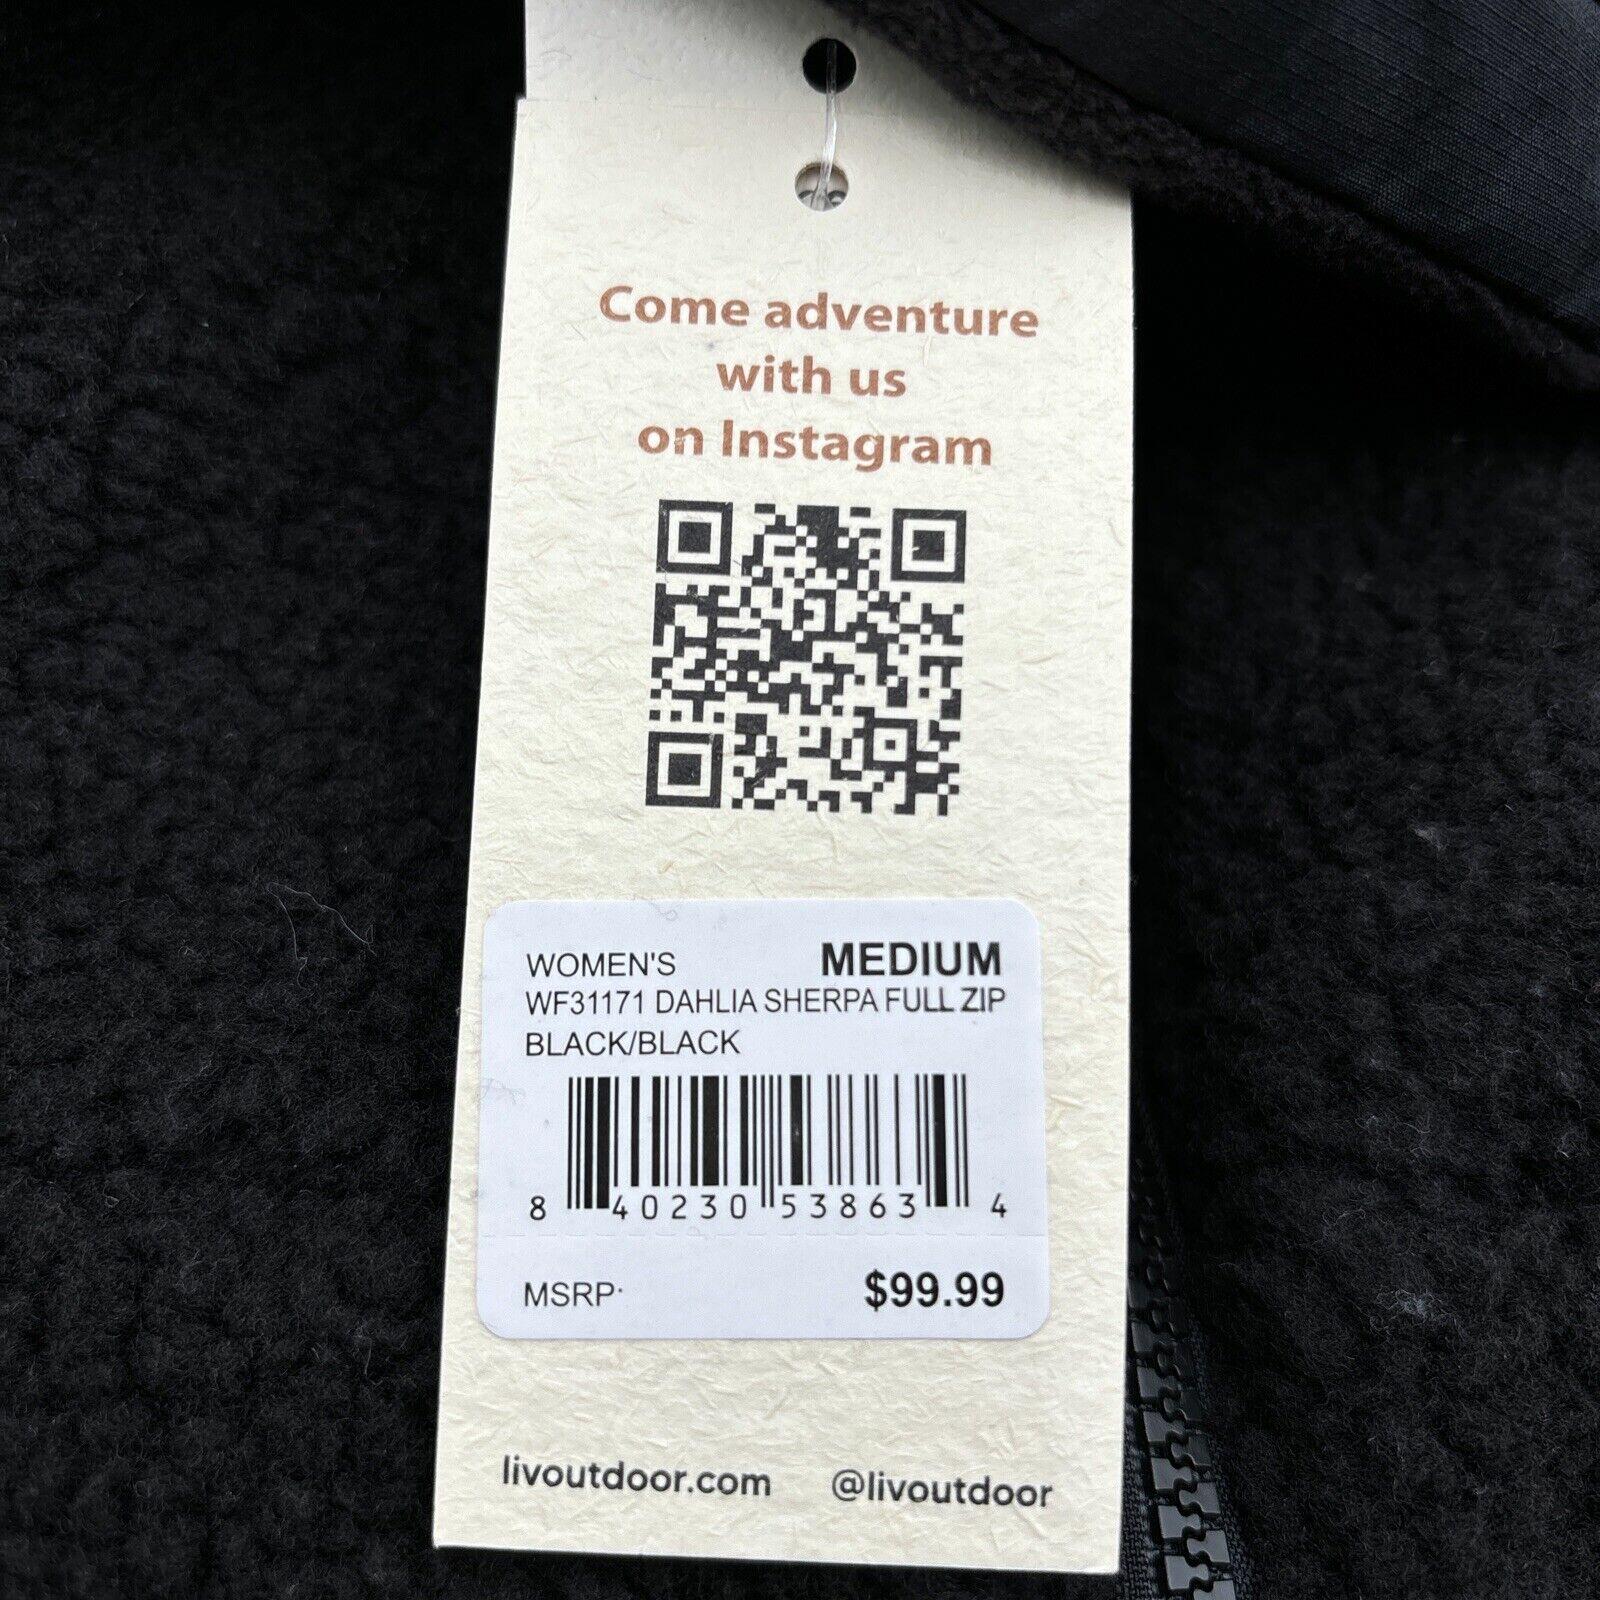 Come adventure
with us
on Instagram
WOMEN'S MEDIUM
WF31171 DAHLIA SHERPA FULL ZIP
BLACK/BLACK
8 40230 53863 4
MSRP: $99.99
livoutdoor.com @livoutdoor